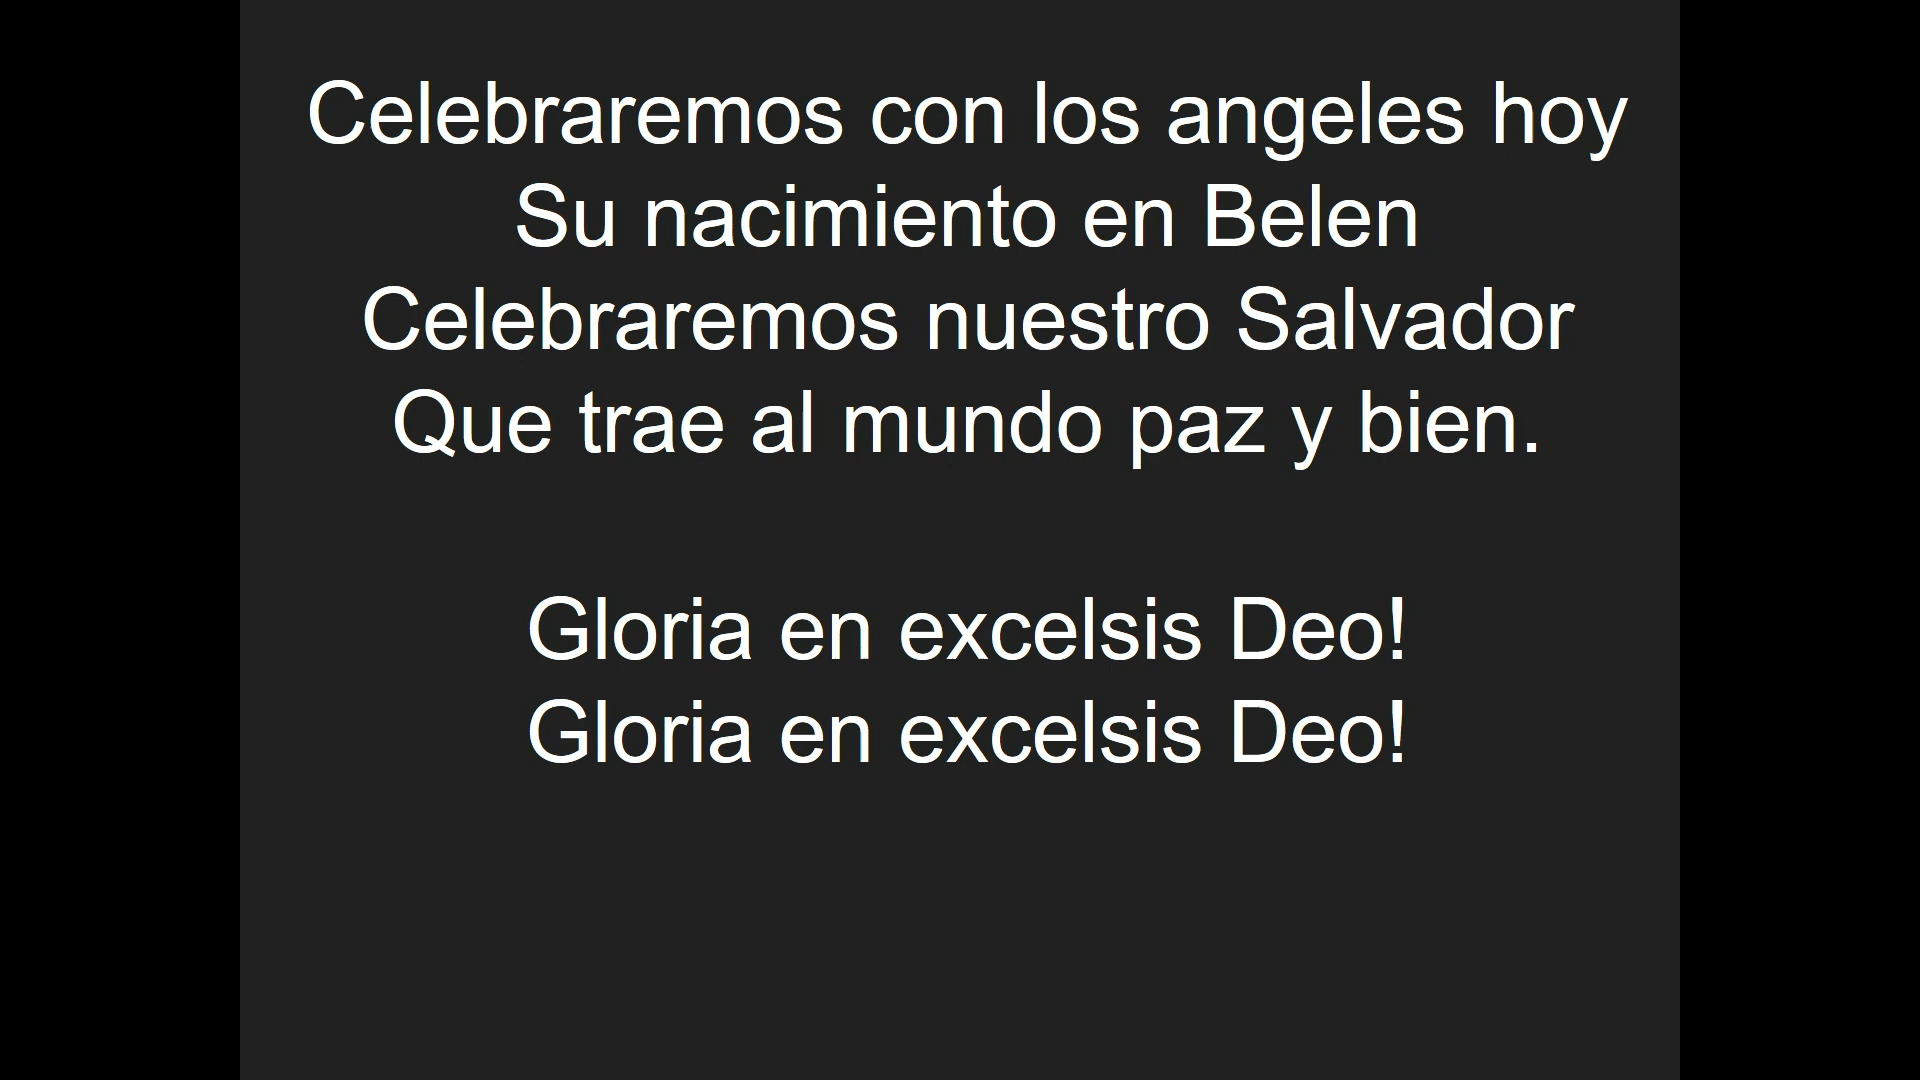 Celebraremos con los angeles hoy
Su nacimiento en Belen
Celebraremos nuestro Salvador
Que trae al mundo paz y bien.
Gloria en excelsis Deo!
Gloria en excelsis Deo!